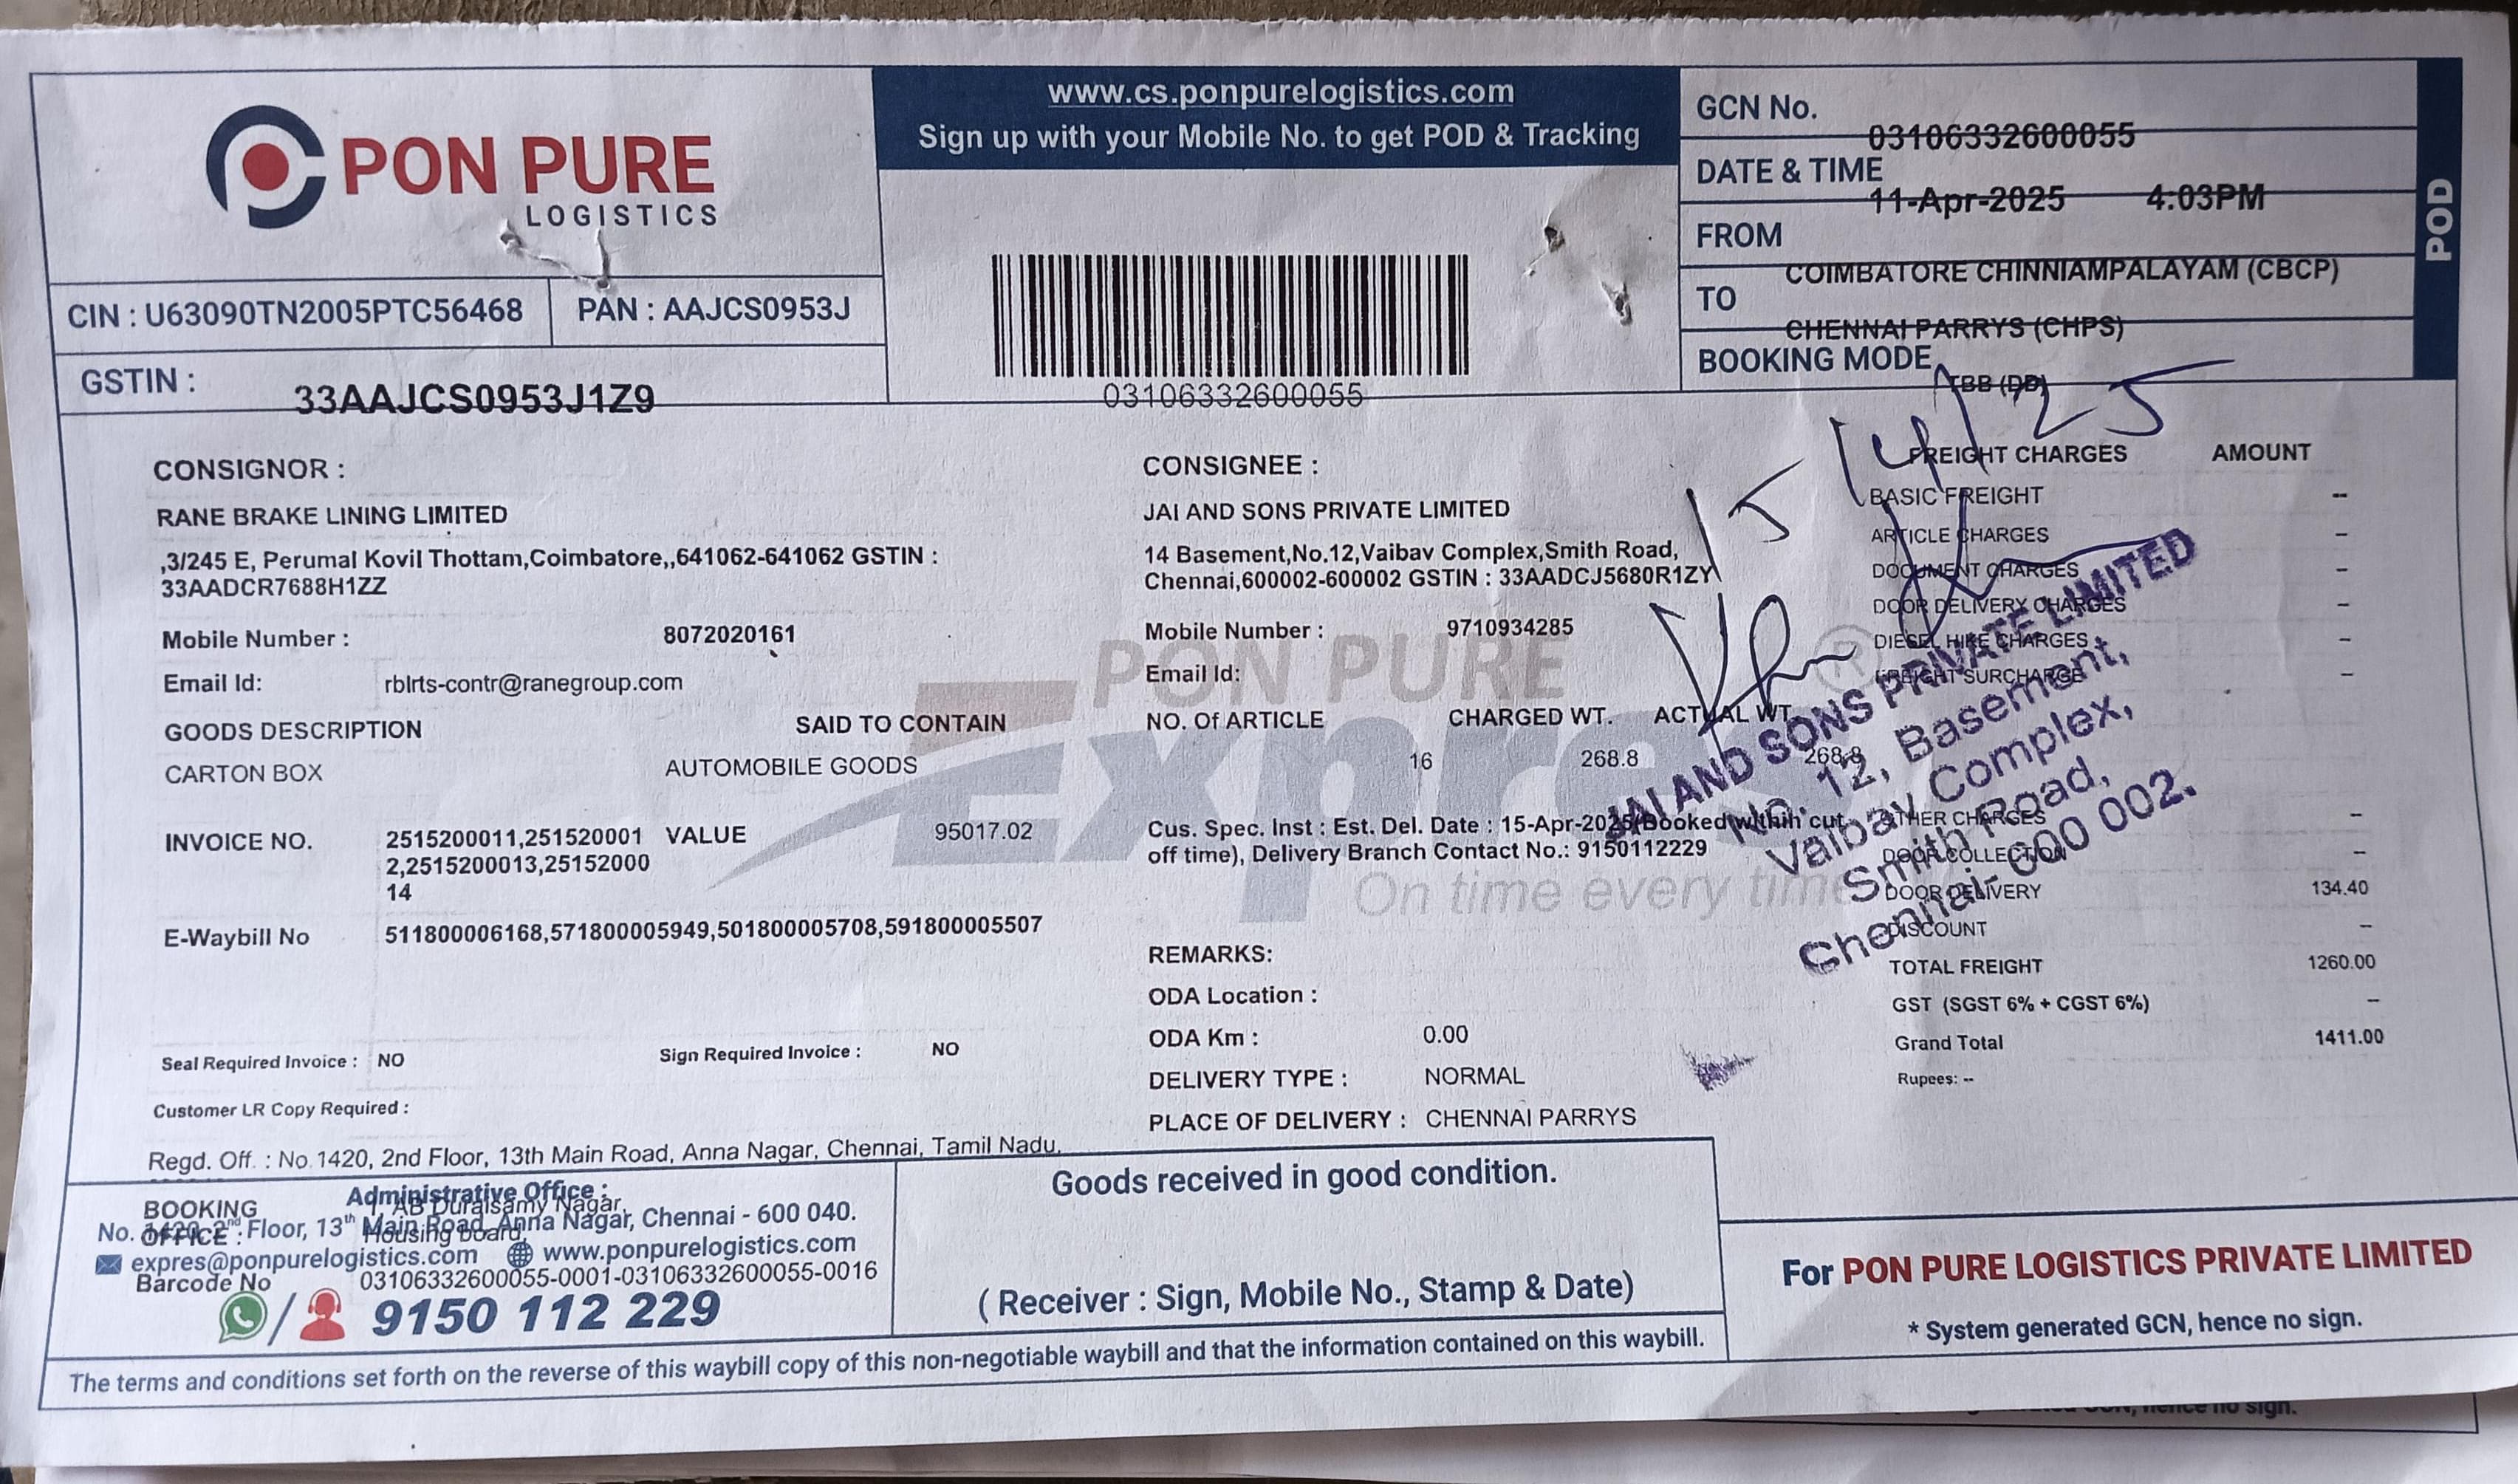 PON PURE
LOGISTICS
www.cs.ponpurelogistics.com
Sign up with your Mobile No. to get POD & Tracking
GCN No.
03106332600055
DATE & TIME
11-Apr-2025 4:03PM
FROM
COIMBATORE CHINNIAMPALAYAM (CBCP)
TO
CHENNAI PARRYS (CHPS)
BOOKING MODE
TBB (DD)
POD
CIN : U63090TN2005PTC56468
PAN : AAJCS0953J
GSTIN :
33AAJCS0953J1Z9
03106332600055
CONSIGNOR :
RANE BRAKE LINING LIMITED
,3/245 E, Perumal Kovil Thottam,Coimbatore,,641062-641062 GSTIN :
33AADCR7688H1ZZ
Mobile Number : 8072020161
Email Id: rblrts-contr@ranegroup.com
GOODS DESCRIPTION SAID TO CONTAIN
CARTON BOX AUTOMOBILE GOODS
INVOICE NO. 2515200011,251520001 VALUE 95017.02
2,2515200013,25152000
14
E-Waybill No 511800006168,571800005949,501800005708,591800005507
Seal Required Invoice : NO Sign Required Invoice : NO
Customer LR Copy Required :
Regd. Off. : No.1420, 2nd Floor, 13th Main Road, Anna Nagar, Chennai, Tamil Nadu,
CONSIGNEE :
JAI AND SONS PRIVATE LIMITED
14 Basement,No.12,Vaibav Complex,Smith Road,
Chennai,600002-600002 GSTIN : 33AADCJ5680R1ZY
Mobile Number : 9710934285
Email Id:
NO. Of ARTICLE CHARGED WT. ACTUAL WT.
16 268.8 268.8
Cus. Spec. Inst : Est. Del. Date : 15-Apr-2025(Booked within cut
off time), Delivery Branch Contact No.: 9150112229
REMARKS:
ODA Location :
ODA Km : 0.00
DELIVERY TYPE : NORMAL
PLACE OF DELIVERY : CHENNAI PARRYS
PON PURE
Expres
On time every time
15/4/25
FREIGHT CHARGES AMOUNT
BASIC FREIGHT --
ARTICLE CHARGES --
DOCUMENT CHARGES --
DOOR DELIVERY CHARGES --
DIESEL HIKE CHARGES --
FREIGHT SURCHARGE --
OTHER CHARGES --
DOOR COLLECTION --
DOOR DELIVERY 134.40
DISCOUNT --
TOTAL FREIGHT 1260.00
GST (SGST 6% + CGST 6%) --
Grand Total 1411.00
Rupees: --
JAI AND SONS PRIVATE LIMITED
No. 12, Basement,
Vaibav Complex,
Smith Road,
Chennai- 600 002.
BOOKING
OFFICE :
1, AB Duraisamy Nagar,
Housing board,
Administrative Office :
No. 1420, 2nd Floor, 13th Main Road, Anna Nagar, Chennai - 600 040.
expres@ponpurelogistics.com www.ponpurelogistics.com
Barcode No 03106332600055-0001-03106332600055-0016
9150 112 229
Goods received in good condition.
( Receiver : Sign, Mobile No., Stamp & Date)
For PON PURE LOGISTICS PRIVATE LIMITED
* System generated GCN, hence no sign.
The terms and conditions set forth on the reverse of this waybill copy of this non-negotiable waybill and that the information contained on this waybill.
hence no sign.